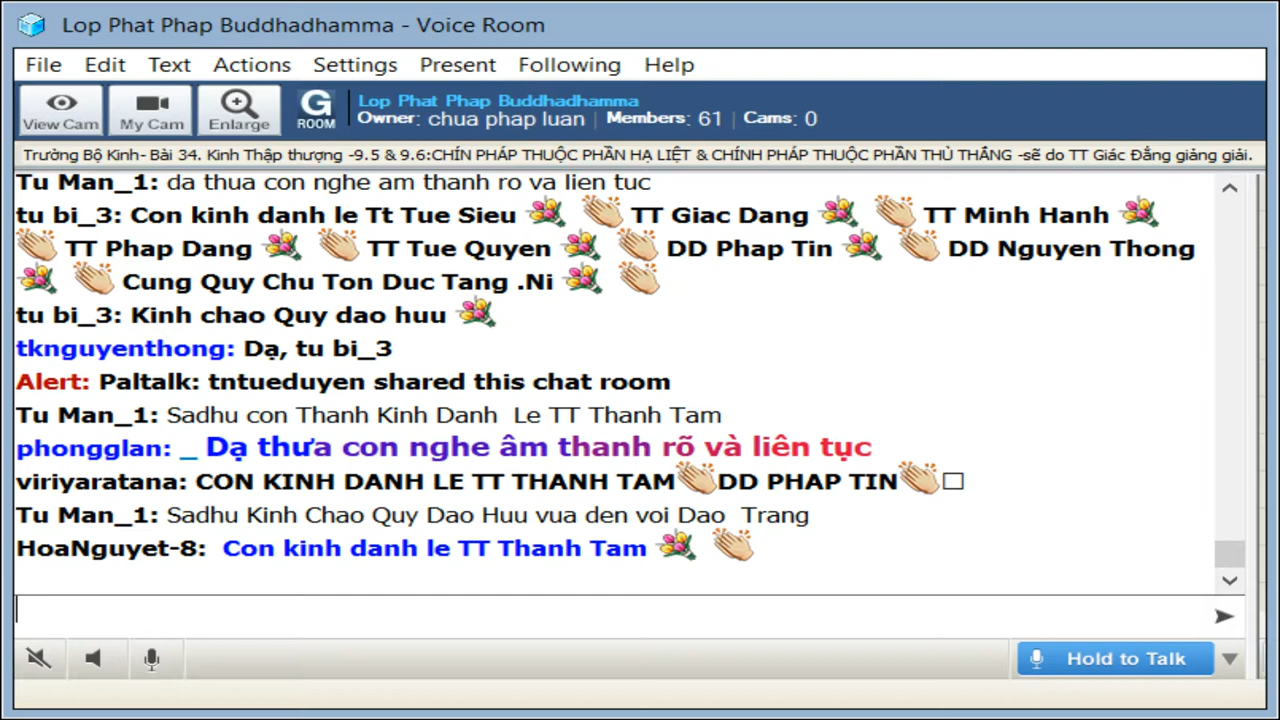 Lop Phat Phap Buddhadhamma - Voice Room
File Edit Text Actions Settings Present Following Help
View Cam My Cam Enlarge G ROOM
Lop Phat Phap Buddhadhamma
Owner: chua phap luan | Members: 61 | Cams: 0
Trường Bộ Kinh- Bài 34. Kinh Thập thượng -9.5 & 9.6:CHÍN PHÁP THUỘC PHẦN HẠ LIỆT & CHÍNH PHÁP THUỘC PHẦN THÙ THẮNG -sẽ do TT Giác Đẳng giảng giải.
Tu Man_1: da thua con nghe am thanh ro va lien tuc
tu bi_3: Con kinh danh le Tt Tue Sieu TT Giac Dang TT Minh Hanh
TT Phap Dang TT Tue Quyen DD Phap Tin DD Nguyen Thong
Cung Quy Chu Ton Duc Tang .Ni
tu bi_3: Kinh chao Quy dao huu
tknguyenthong: Dạ, tu bi_3
Alert: Paltalk: tntueduyen shared this chat room
Tu Man_1: Sadhu con Thanh Kinh Danh Le TT Thanh Tam
phongglan: _ Dạ thưa con nghe âm thanh rõ và liên tục
viriyaratana: CON KINH DANH LE TT THANH TAM DD PHAP TIN
Tu Man_1: Sadhu Kinh Chao Quy Dao Huu vua den voi Dao Trang
HoaNguyet-8: Con kinh danh le TT Thanh Tam
Hold to Talk